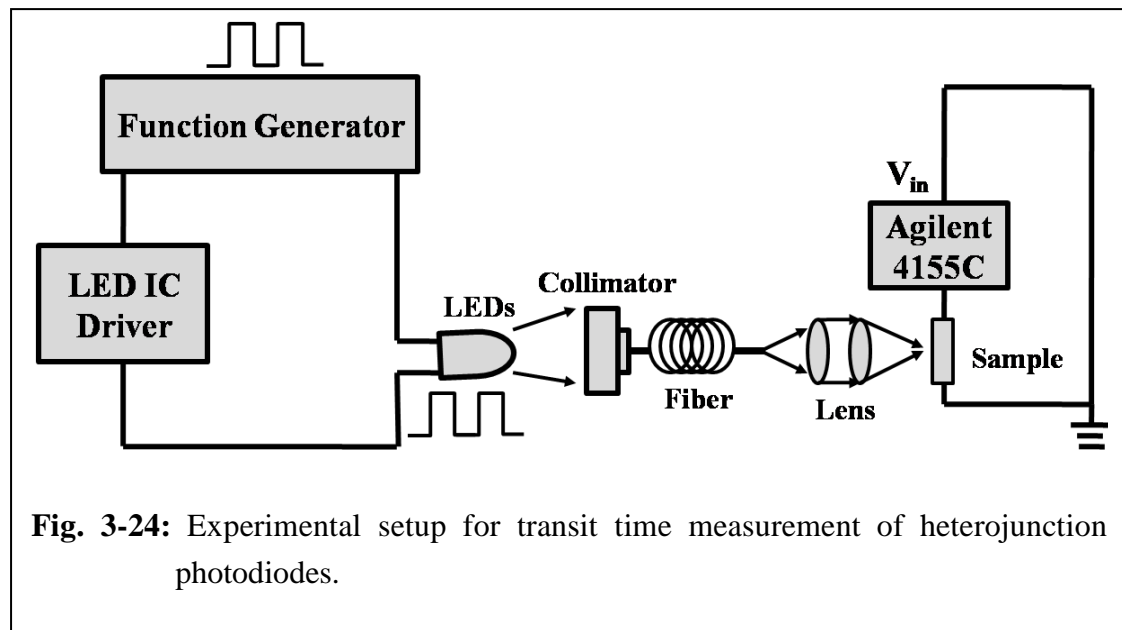 Function Generator
V_in
Agilent
4155C
LED IC
Driver
LEDs
Collimator
Sample
Fiber
Lens
Fig. 3-24: Experimental setup for transit time measurement of heterojunction
photodiodes.